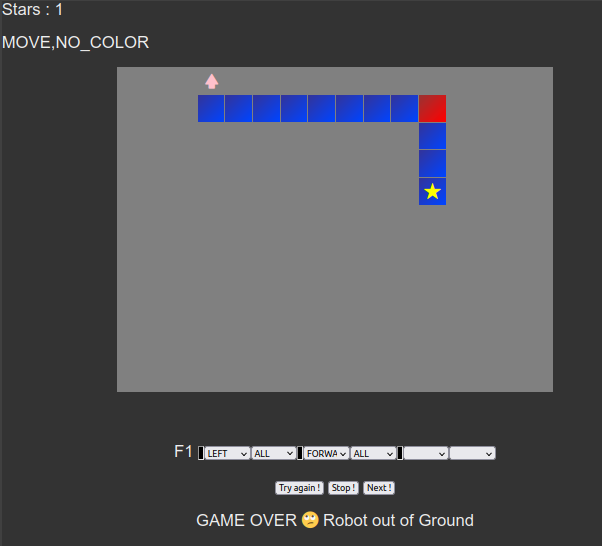 Stars : 1
MOVE,NO_COLOR
F1 LEFT ALL FORWA ALL
Try again ! Stop ! Next !
GAME OVER 🙄 Robot out of Ground